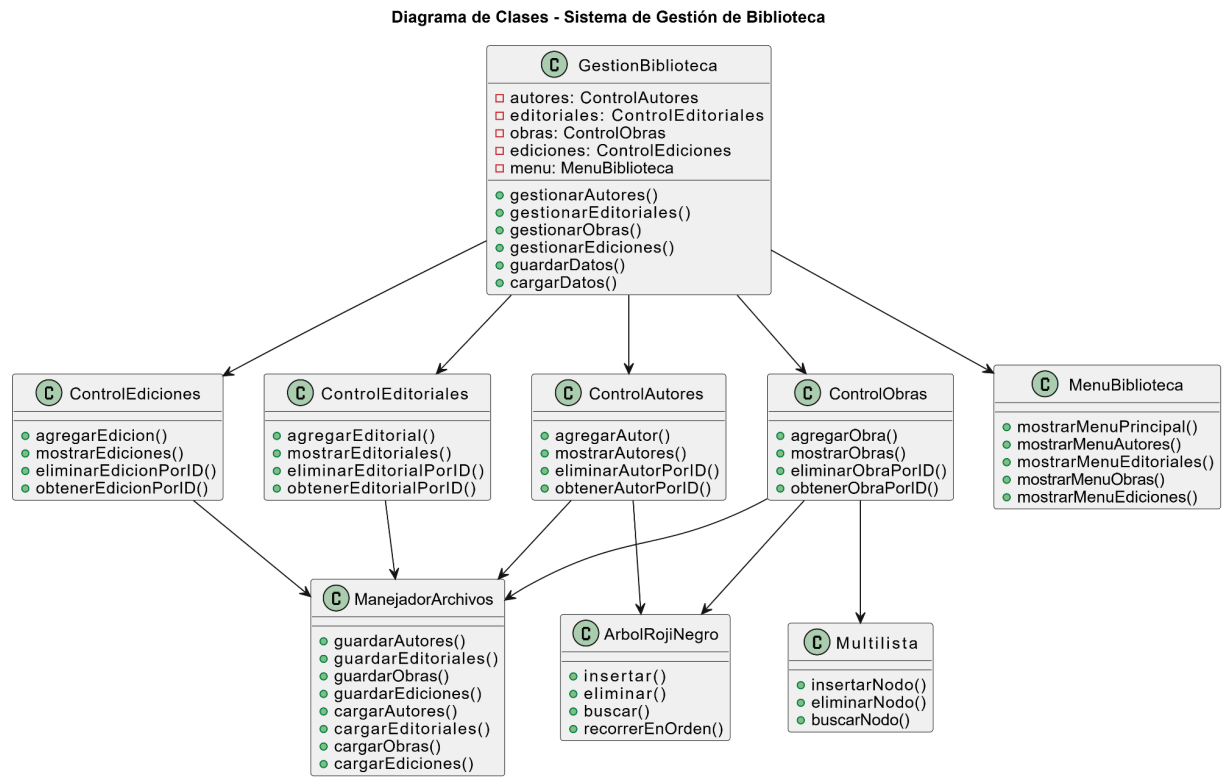 Diagrama de Clases - Sistema de Gestión de Biblioteca
C GestionBiblioteca
autores: ControlAutores
editoriales: ControlEditoriales
obras: ControlObras
ediciones: ControlEdiciones
menu: MenuBiblioteca
gestionarAutores()
gestionarEditoriales()
gestionarObras()
gestionarEdiciones()
guardarDatos()
cargarDatos()
C ControlEdiciones
agregarEdicion()
mostrarEdiciones()
eliminarEdicionPorID()
obtenerEdicionPorID()
C ControlEditoriales
agregarEditorial()
mostrarEditoriales()
eliminarEditorialPorID()
obtenerEditorialPorID()
C ControlAutores
agregarAutor()
mostrarAutores()
eliminarAutorPorID()
obtenerAutorPorID()
C ControlObras
agregarObra()
mostrarObras()
eliminarObraPorID()
obtenerObraPorID()
C MenuBiblioteca
mostrarMenuPrincipal()
mostrarMenuAutores()
mostrarMenuEditoriales()
mostrarMenuObras()
mostrarMenuEdiciones()
C ManejadorArchivos
guardarAutores()
guardarEditoriales()
guardarObras()
guardarEdiciones()
cargarAutores()
cargarEditoriales()
cargarObras()
cargarEdiciones()
C ArbolRojiNegro
insertar()
eliminar()
buscar()
recorrerEnOrden()
C Multilista
insertarNodo()
eliminarNodo()
buscarNodo()